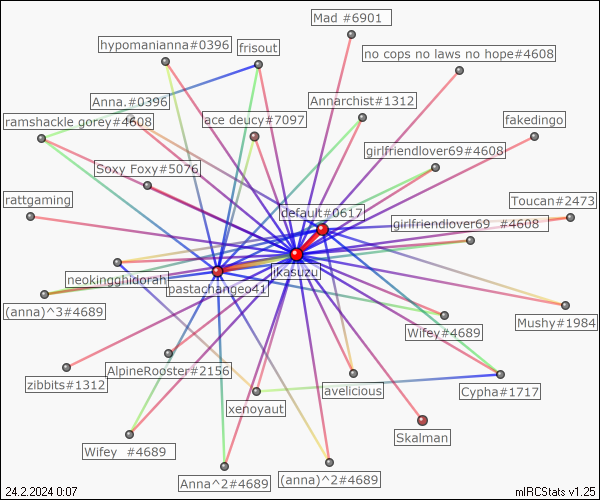 Mad #6901
hypomanianna#0396
frisout
no cops no laws no hope#4608
Anna.#0396
Annarchist#1312
ramshackle gorey#4608
ace deucy#7097
fakedingo
girlfriendlover69#4608
Soxy Foxy#5076
rattgaming
Toucan#2473
default#0617
girlfriendlover69_#4608
ikasuzu
neokingghidorah
pastachangeo41
(anna)^3#4689
Wifey#4689
Mushy#1984
AlpineRooster#2156
zibbits#1312
avelicious
Cypha#1717
xenoyaut
Skalman
Wifey  #4689
Anna^2#4689
(anna)^2#4689
24.2.2024 0:07
mIRCStats v1.25